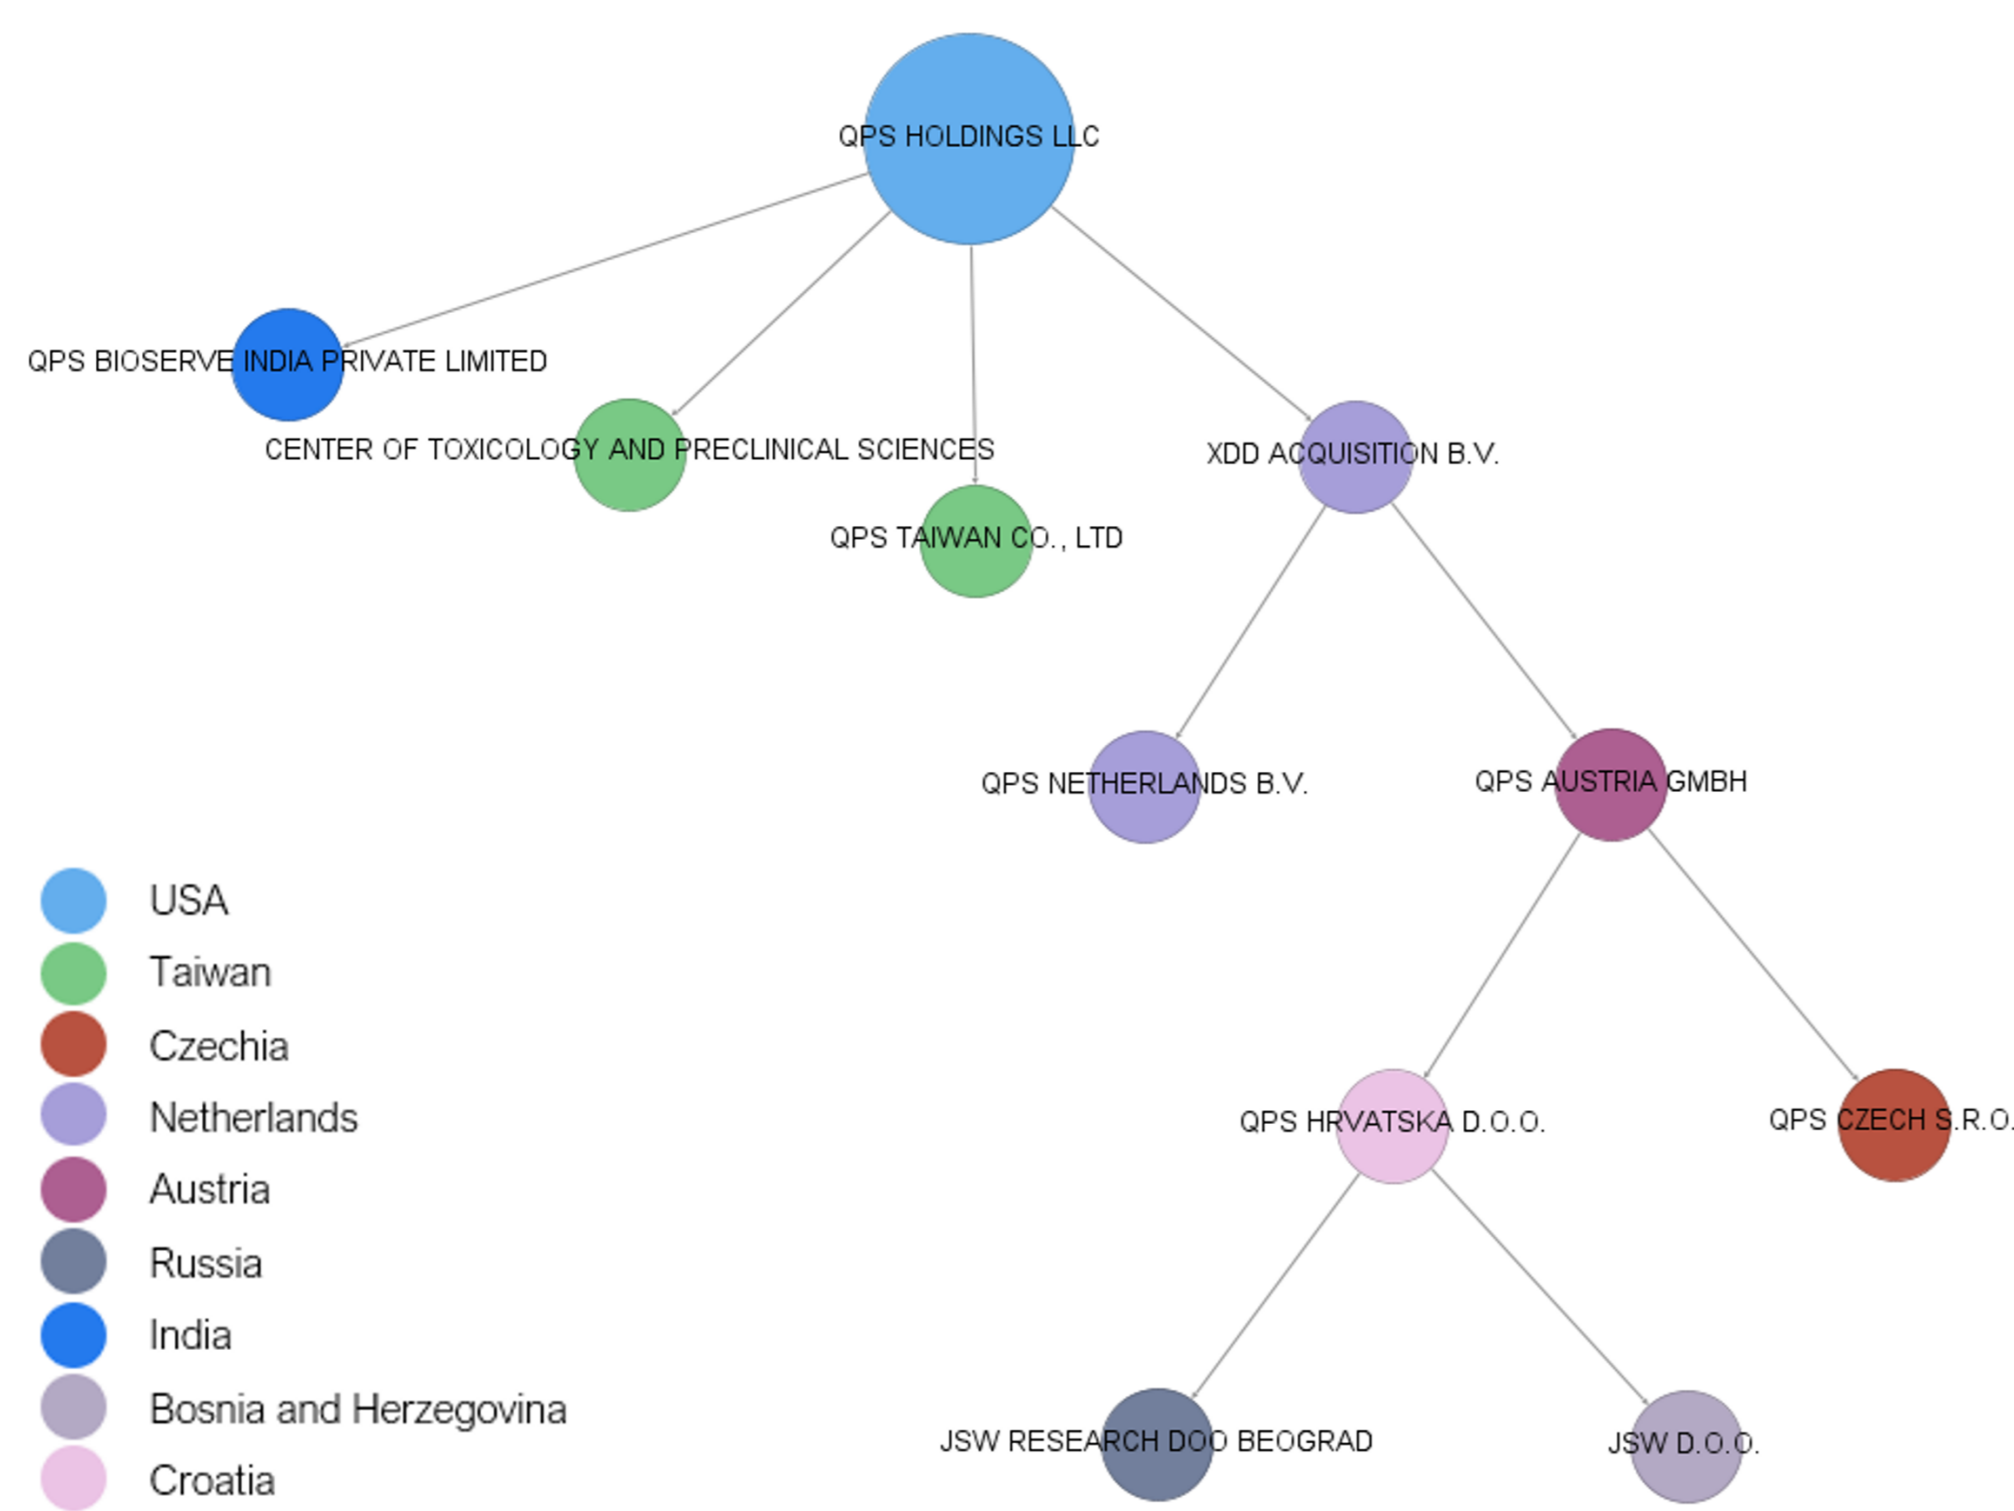 QPS HOLDINGS LLC
QPS BIOSERVE INDIA PRIVATE LIMITED
CENTER OF TOXICOLOGY AND PRECLINICAL SCIENCES
XDD ACQUISITION B.V.
QPS TAIWAN CO., LTD
QPS NETHERLANDS B.V.
QPS AUSTRIA GMBH
QPS HRVATSKA D.O.O.
QPS CZECH S.R.O.
JSW RESEARCH DOO BEOGRAD
JSW D.O.O.
USA
Taiwan
Czechia
Netherlands
Austria
Russia
India
Bosnia and Herzegovina
Croatia